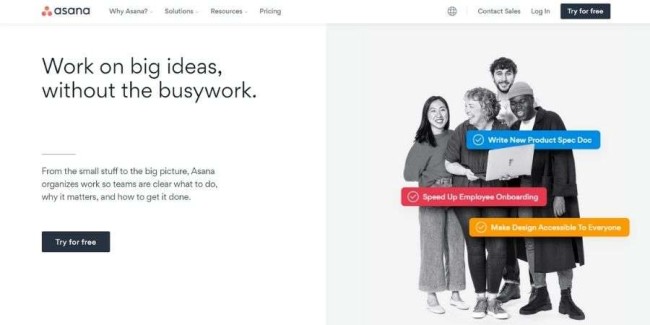 asana
Why Asana?
Solutions
Resources
Pricing
Contact Sales
Log In
Try for free
Work on big ideas,
without the busywork.
From the small stuff to the big picture, Asana
organizes work so teams are clear what to do,
why it matters, and how to get it done.
Try for free
Write New Product Spec Doc
Speed Up Employee Onboarding
Make Design Accessible To Everyone